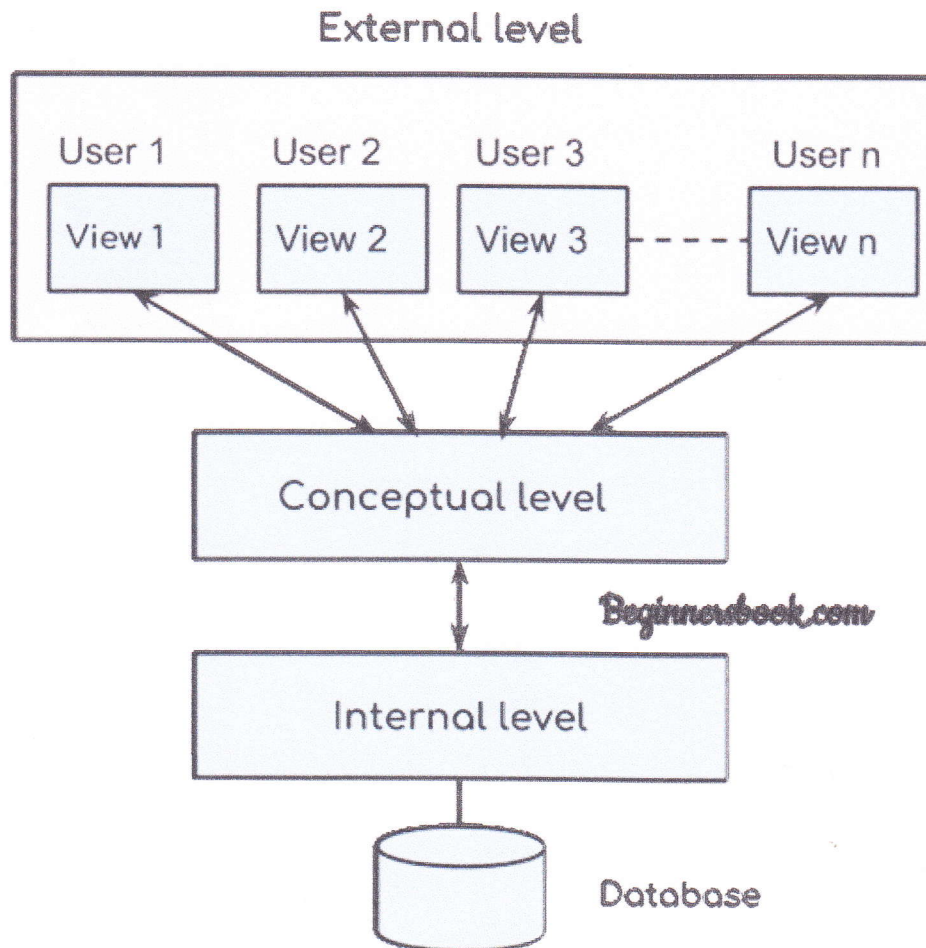 External level
User 1 User 2 User 3 User n
View 1 View 2 View 3 View n
Conceptual level
Beginnersbook.com
Internal level
Database